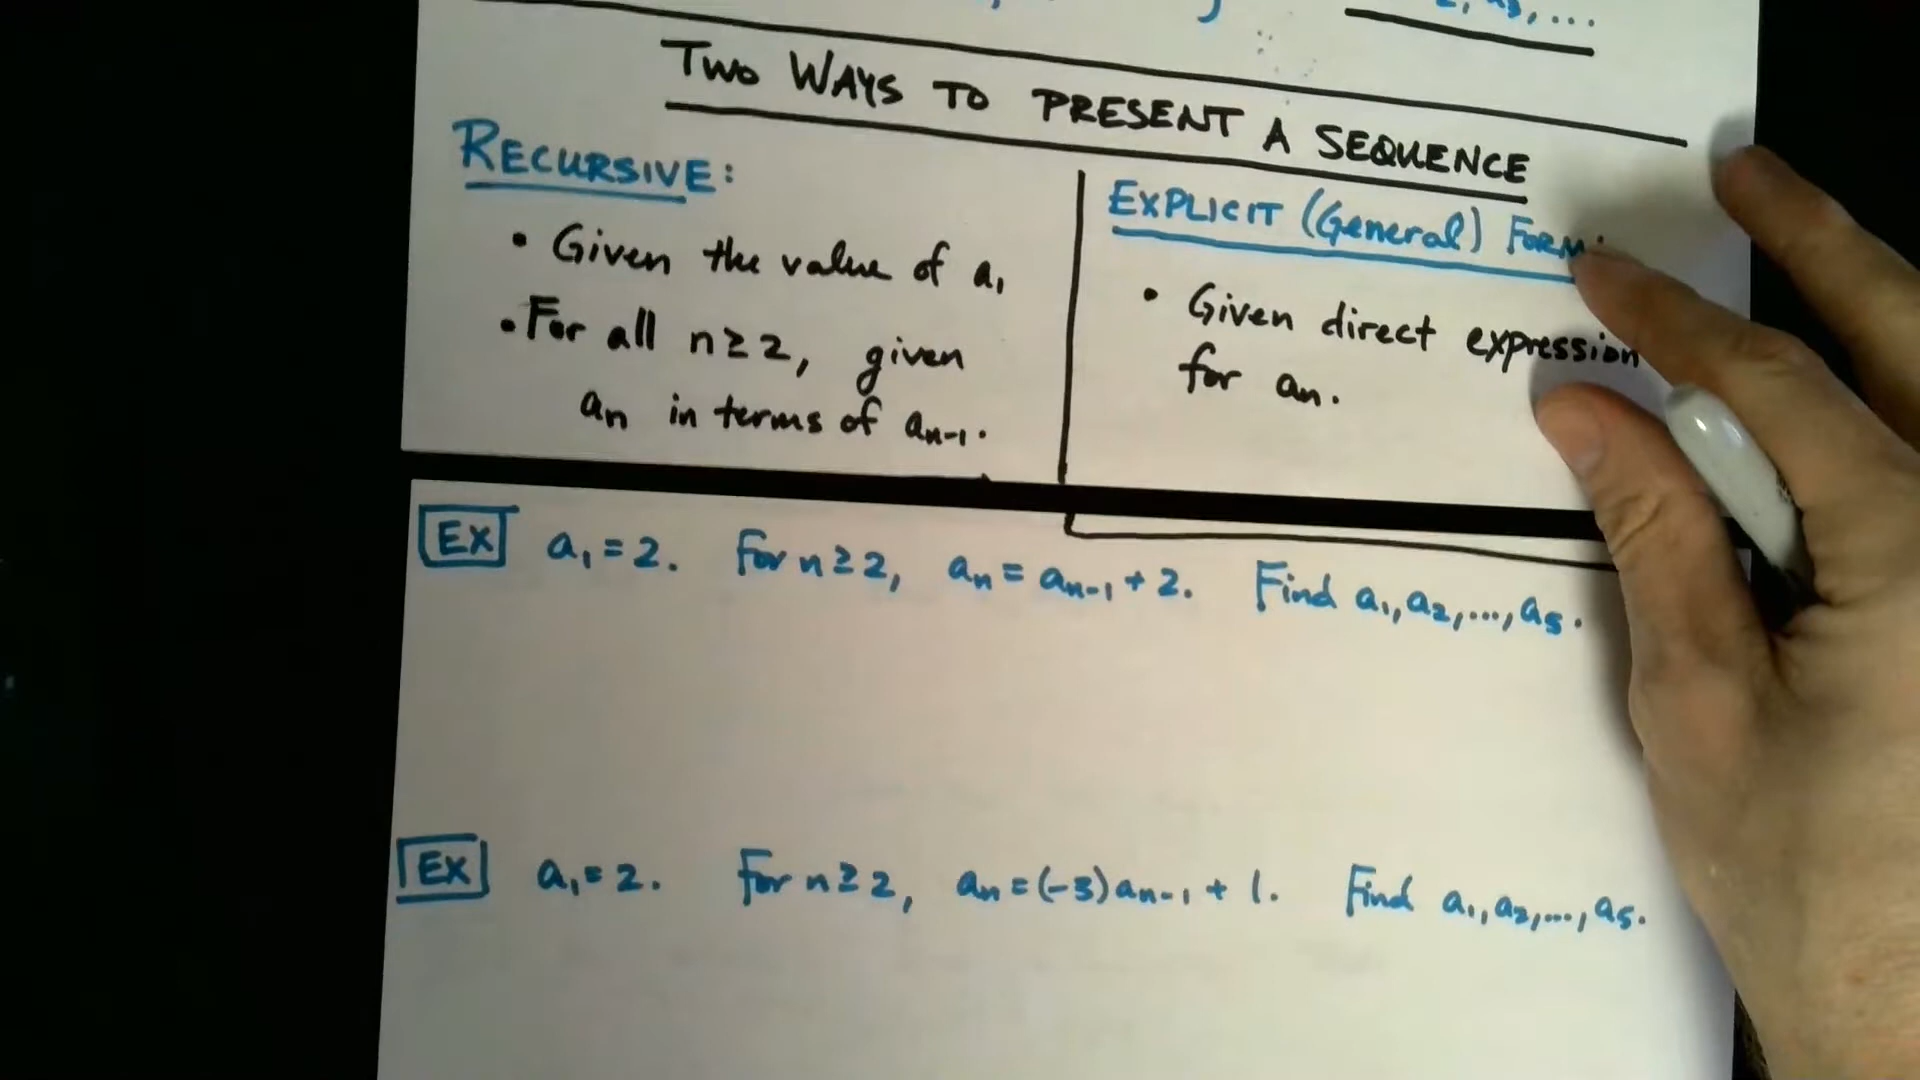 a₃, ...
TWO WAYS TO PRESENT A SEQUENCE
RECURSIVE:
• Given the value of a₁
• For all n≥2, given
aₙ in terms of aₙ₋₁.
EXPLICIT (General) FORM:
• Given direct expression
for aₙ.
EX a₁=2. For n≥2, aₙ=aₙ₋₁+2. Find a₁,a₂,...,a₅.
EX a₁=2. For n≥2, aₙ=(-3)aₙ₋₁+1. Find a₁,a₂,...,a₅.